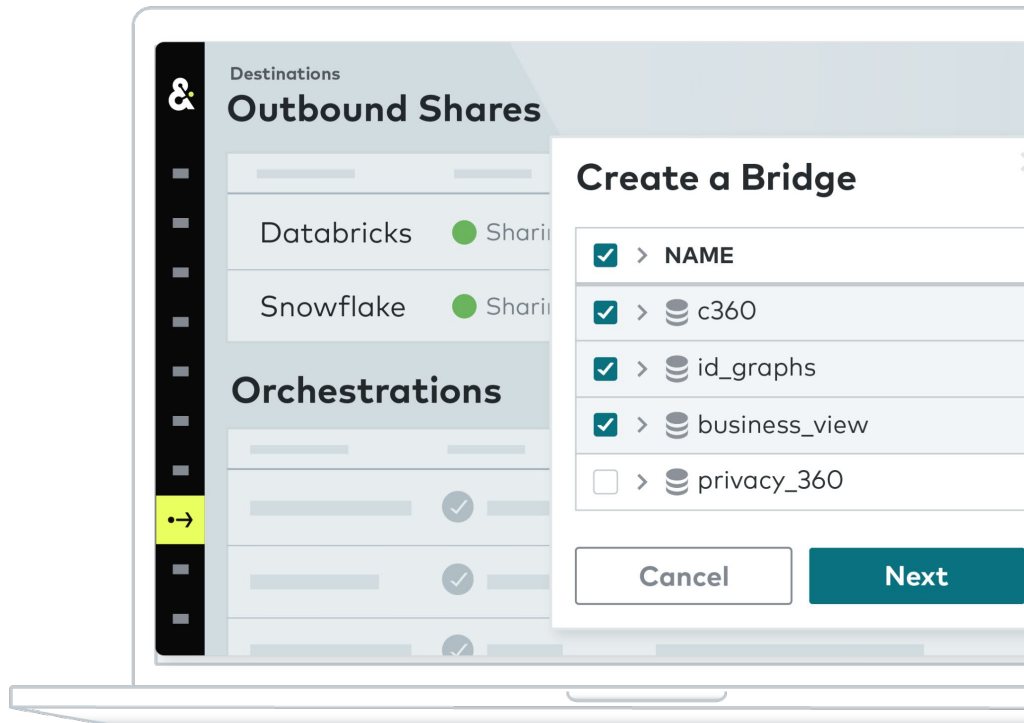 &
Destinations
Outbound Shares
Databricks
Snowflake
Orchestrations
Create a Bridge
NAME
c360
id_graphs
business_view
privacy_360
Cancel
Next